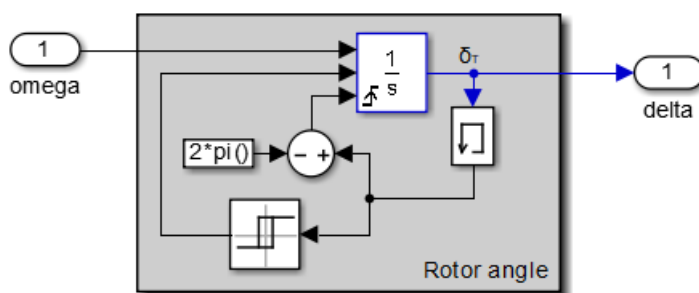 1
omega
1
s
δT
1
delta
2*pi()
− +
Rotor angle